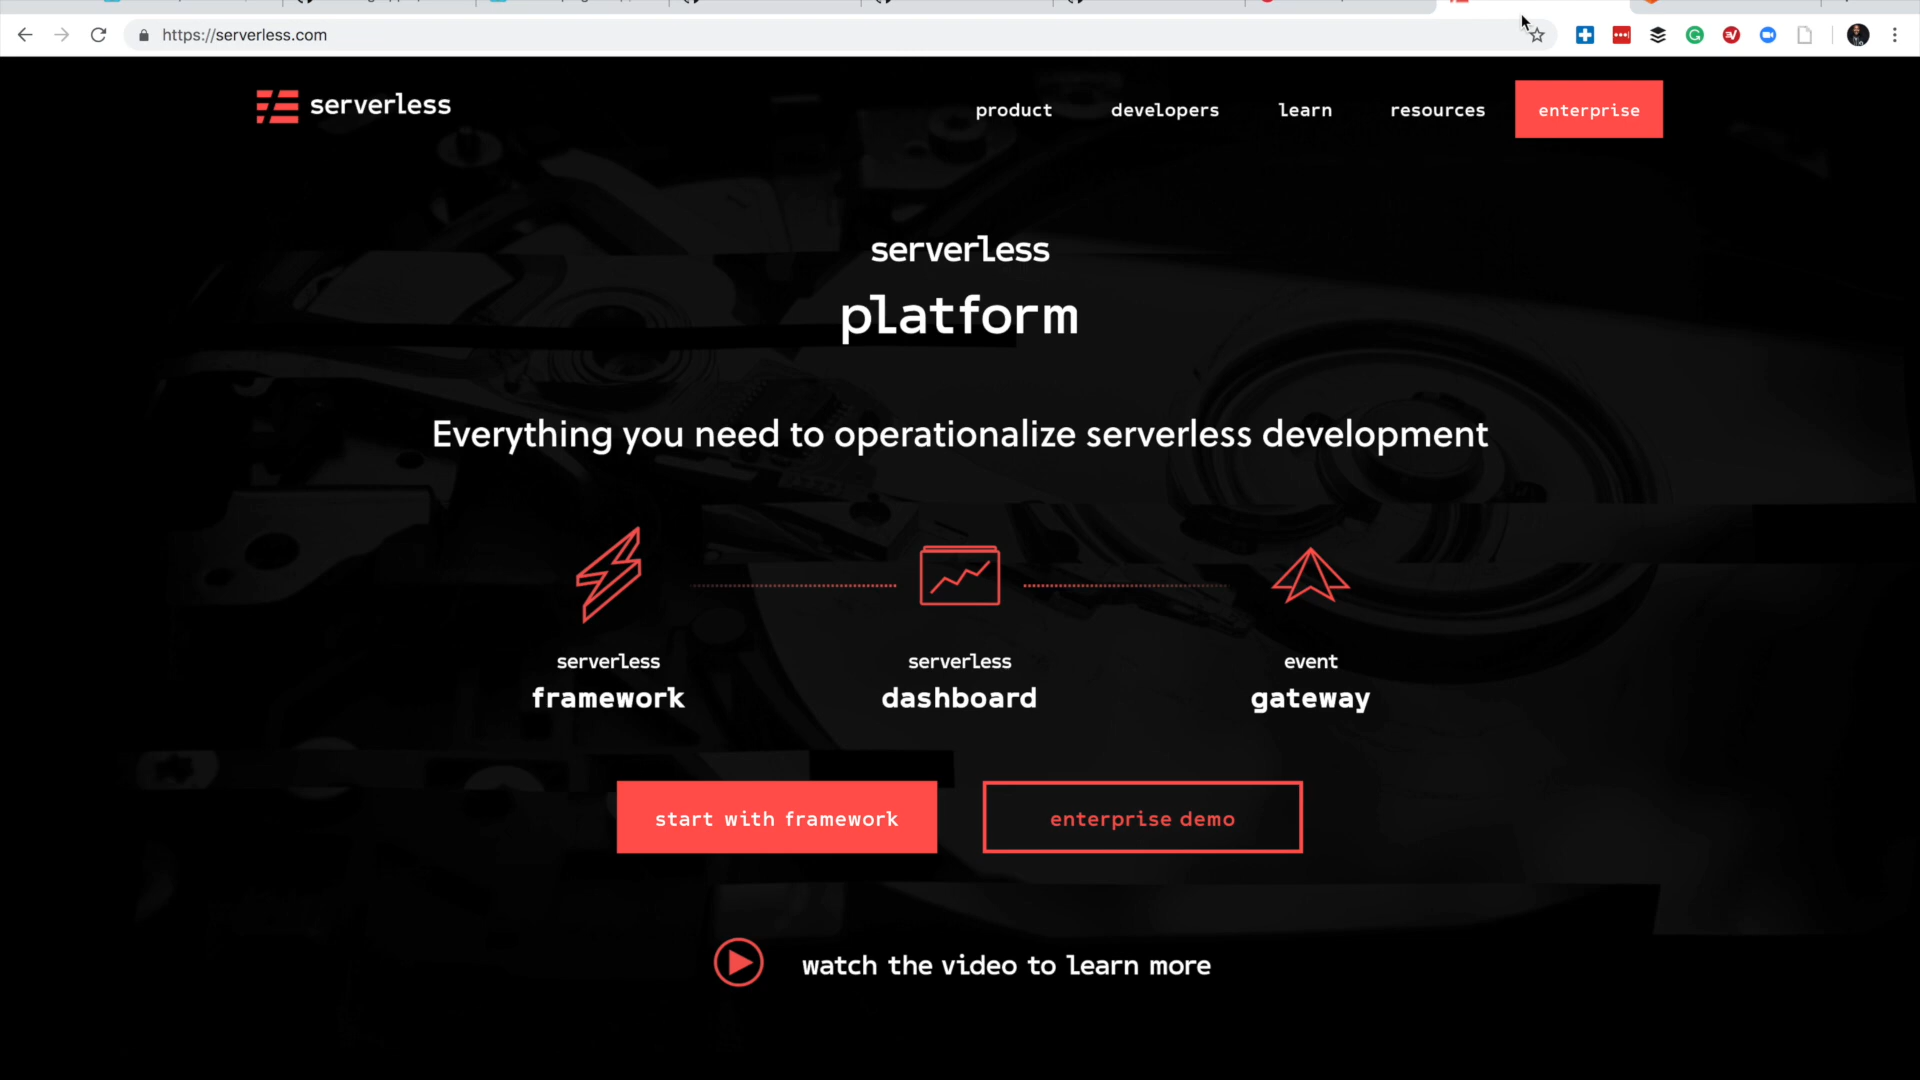 https://serverless.com
serverless
product developers learn resources enterprise
serverless
platform
Everything you need to operationalize serverless development
serverless
framework
serverless
dashboard
event
gateway
start with framework
enterprise demo
watch the video to learn more